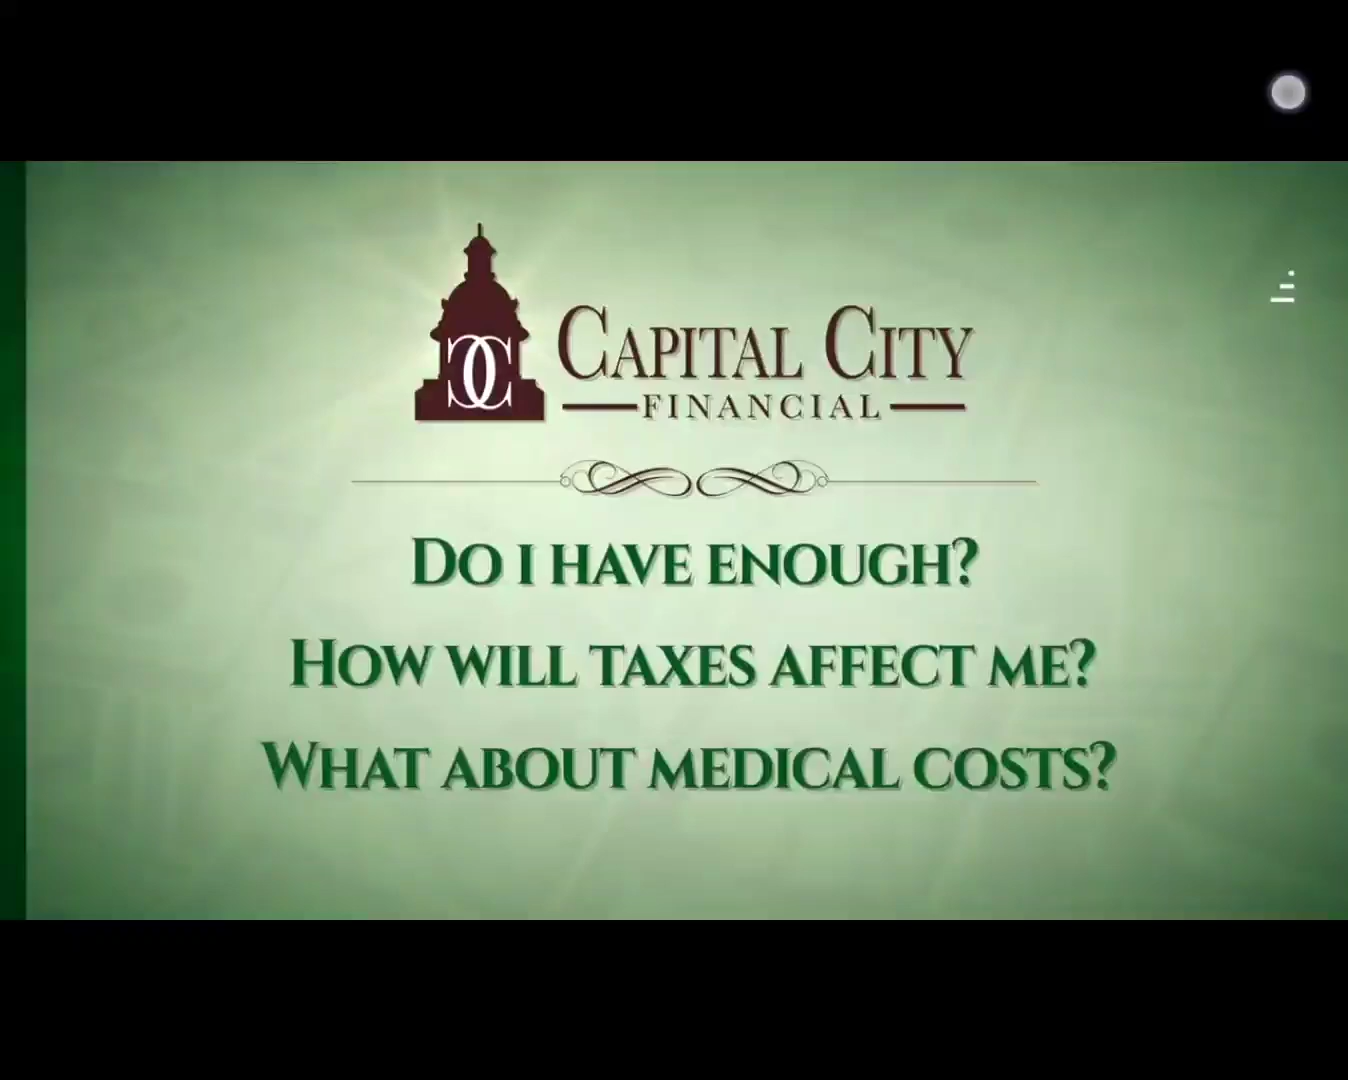 CAPITAL CITY
FINANCIAL
DO I HAVE ENOUGH?
HOW WILL TAXES AFFECT ME?
WHAT ABOUT MEDICAL COSTS?